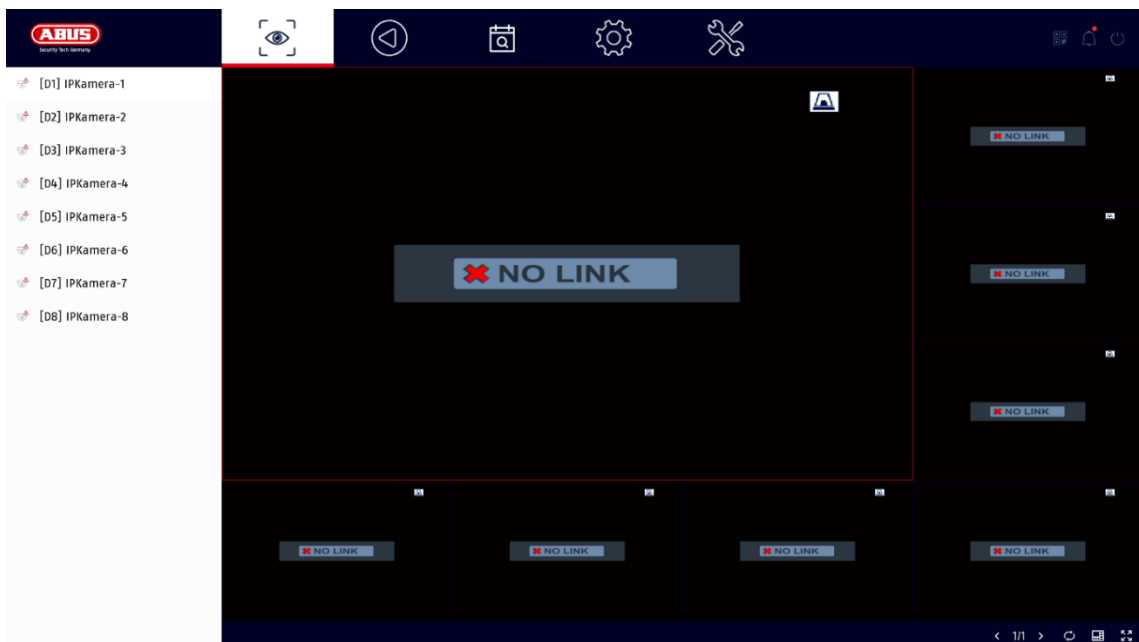 ABUS
Security Tech Germany
[D1] IPKamera-1
[D2] IPKamera-2
[D3] IPKamera-3
[D4] IPKamera-4
[D5] IPKamera-5
[D6] IPKamera-6
[D7] IPKamera-7
[D8] IPKamera-8
NO LINK
NO LINK
NO LINK
NO LINK
NO LINK
NO LINK
NO LINK
NO LINK
1/1